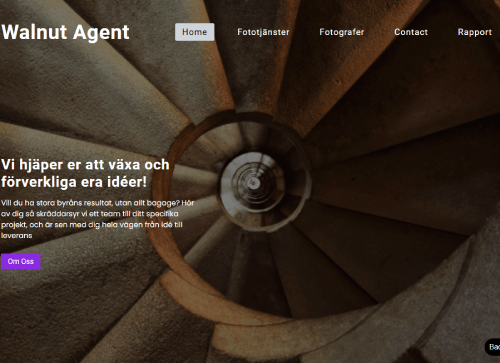 Walnut Agent
Home Fototjänster Fotografer Contact Rapport
Vi hjäper er att växa och
förverkliga era idéer!
Vill du ha stora byråns resultat, utan allt bagage? Hör
av dig så skräddarsyr vi ett team till ditt specifika
projekt, och är sen med dig hela vägen från idé till
leverans
Om Oss